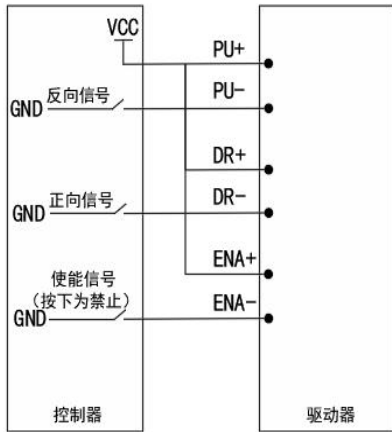 VCC
PU+
反向信号
PU-
GND
DR+
正向信号
DR-
GND
使能信号
ENA+
(按下为禁止)
ENA-
GND
控制器
驱动器